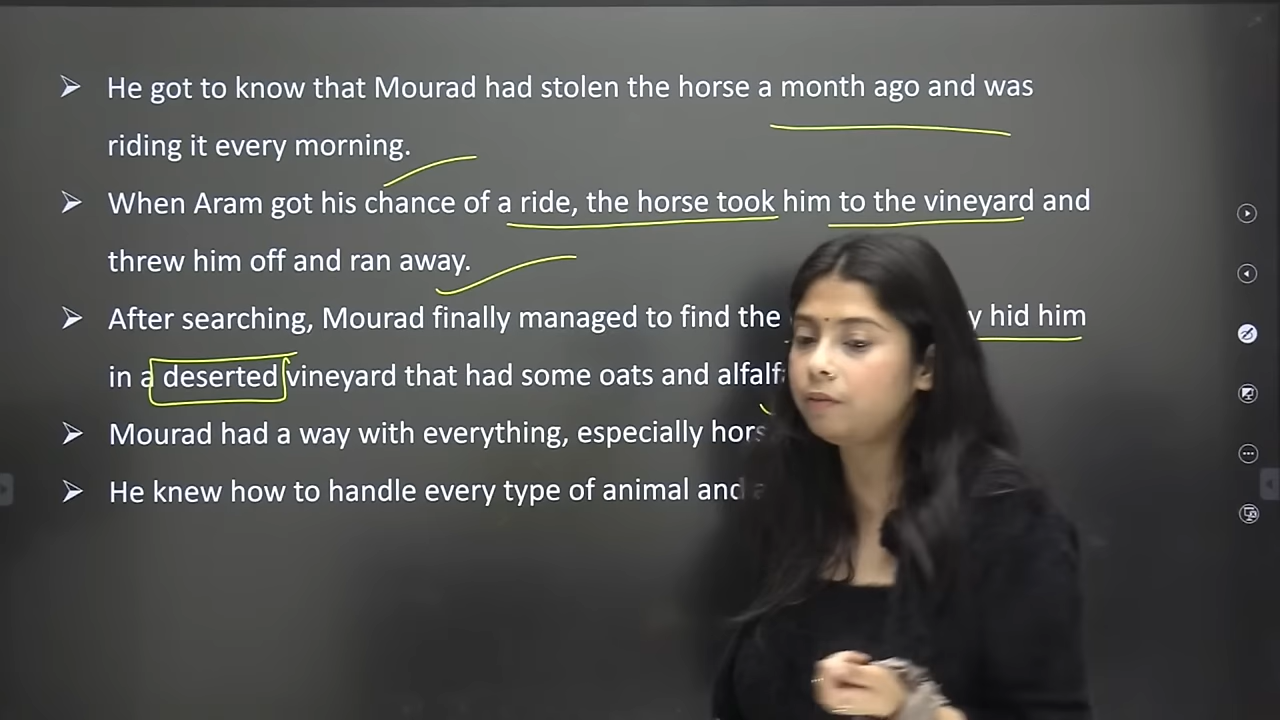 He got to know that Mourad had stolen the horse a month ago and was
riding it every morning.
When Aram got his chance of a ride, the horse took him to the vineyard and
threw him off and ran away.
After searching, Mourad finally managed to find the hid him
in a deserted vineyard that had some oats and
Mourad had a way with everything, especially
He knew how to handle every type of animal and